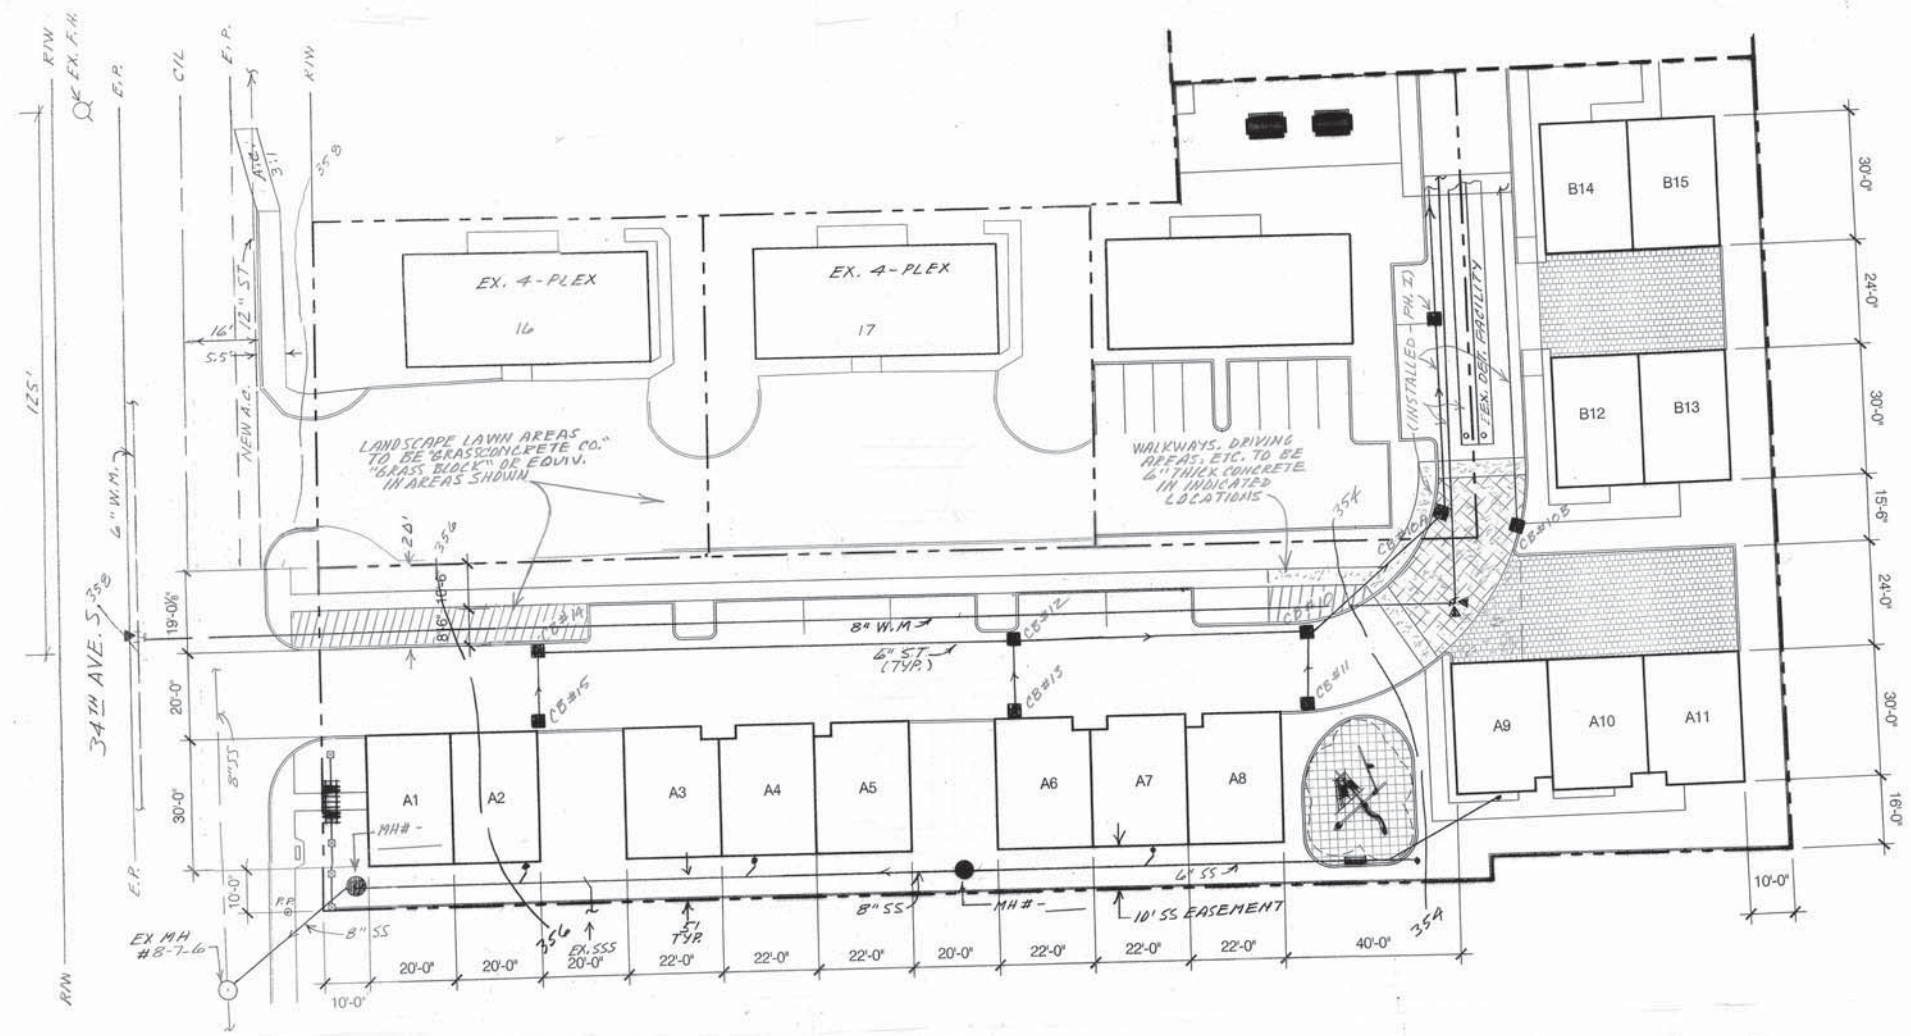 R/W
EX. F.H.
E.P.
C/L
E.P.
R/W
A.C.
3:1
358
125'
16'
5.5'
NEW A.C.
12" ST
6" W.M.
34TH AVE. S.
358
EX. 4-PLEX
16
EX. 4-PLEX
17
LANDSCAPE LAWN AREAS
TO BE "GRASSCONCRETE CO."
"GRASS BLOCK" OR EQUIV.
IN AREAS SHOWN
WALKWAYS, DRIVING
AREAS, ETC. TO BE
6" THICK CONCRETE
IN INDICATED
LOCATIONS
(INSTALLED PH. I)
EX. DET. FACILITY
B14
B15
B12
B13
30'-0"
24'-0"
30'-0"
15'-6"
24'-0"
30'-0"
16'-0"
10'-0"
354
CB#10A
CB#10B
20'
356
10'-6"
8'-6"
19'-0½"
20'-0"
30'-0"
10'-0"
CB#14
8" W.M
6" S.T.
(TYP.)
CB#12
CB#10
CB#15
CB#13
CB#11
8" SS
A1
A2
A3
A4
A5
A6
A7
A8
A9
A10
A11
MH# -
P.P.
E.P.
R/W
EX MH
#8-7-6
8" SS
356
EX. SSS
5'
TYP.
8" SS
MH# -
10' SS EASEMENT
6" SS
354
10'-0"
20'-0"
20'-0"
20'-0"
22'-0"
22'-0"
22'-0"
20'-0"
22'-0"
22'-0"
22'-0"
40'-0"